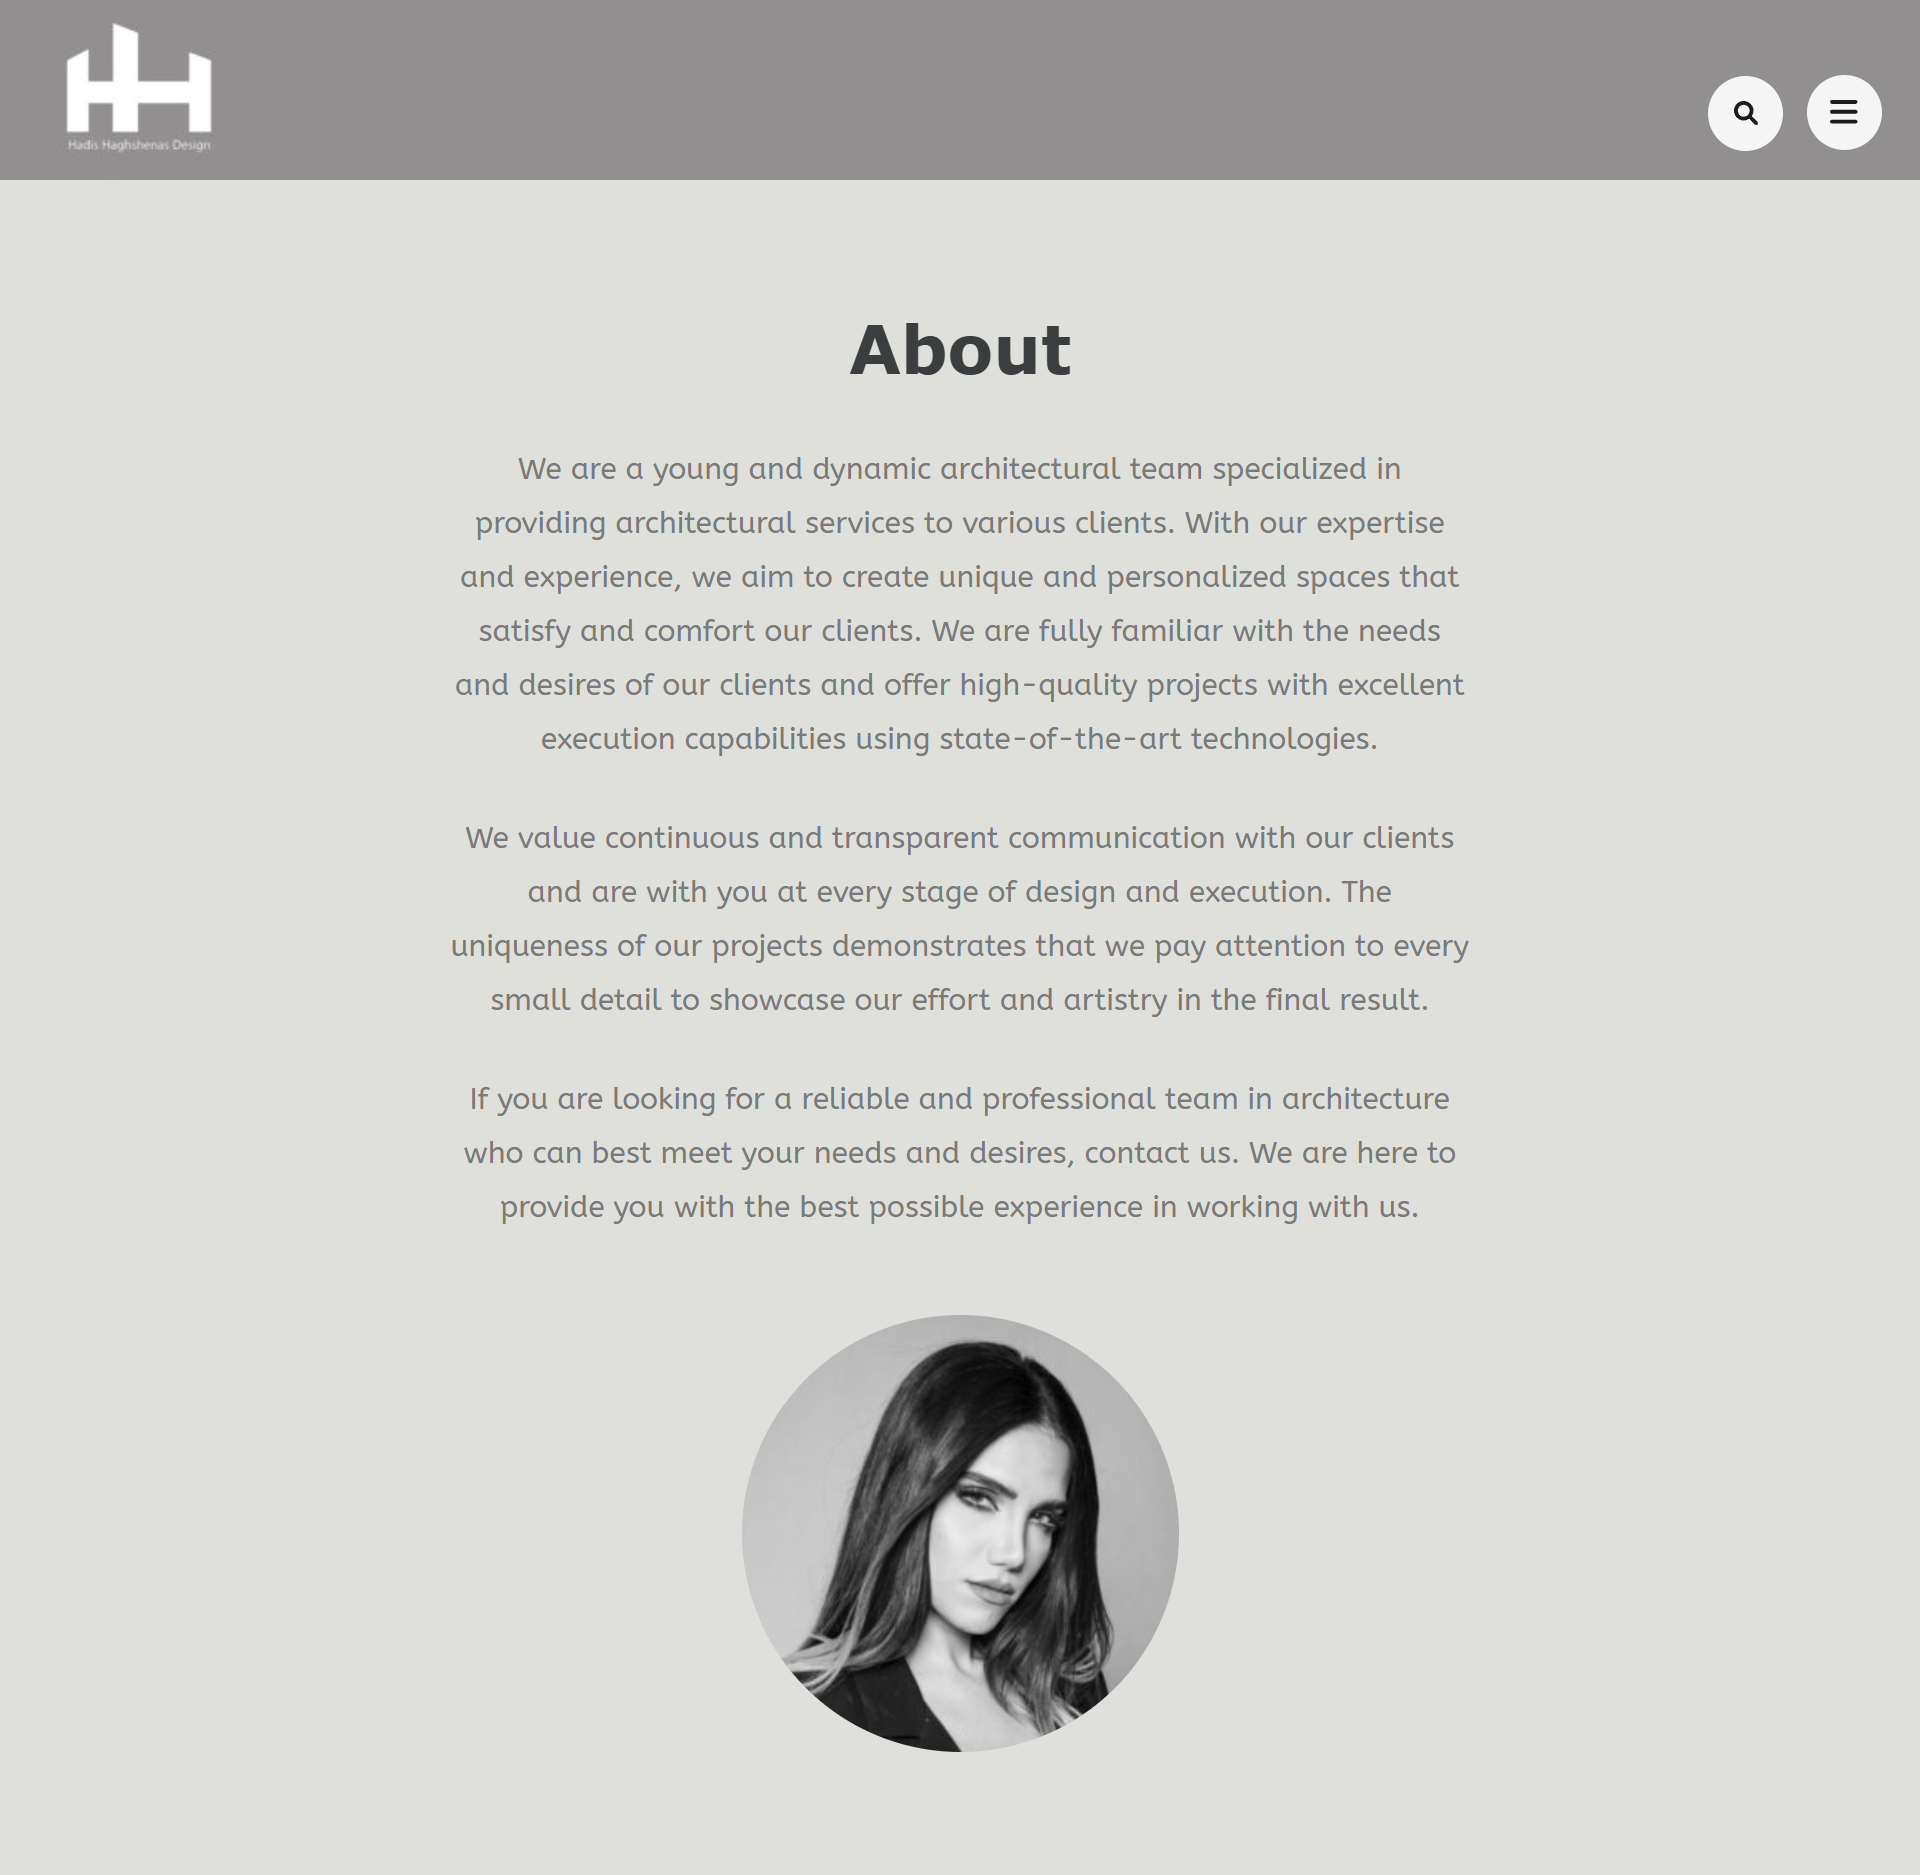 Hadis Haghshenas Design
About
We are a young and dynamic architectural team specialized in
providing architectural services to various clients. With our expertise
and experience, we aim to create unique and personalized spaces that
satisfy and comfort our clients. We are fully familiar with the needs
and desires of our clients and offer high-quality projects with excellent
execution capabilities using state-of-the-art technologies.
We value continuous and transparent communication with our clients
and are with you at every stage of design and execution. The
uniqueness of our projects demonstrates that we pay attention to every
small detail to showcase our effort and artistry in the final result.
If you are looking for a reliable and professional team in architecture
who can best meet your needs and desires, contact us. We are here to
provide you with the best possible experience in working with us.